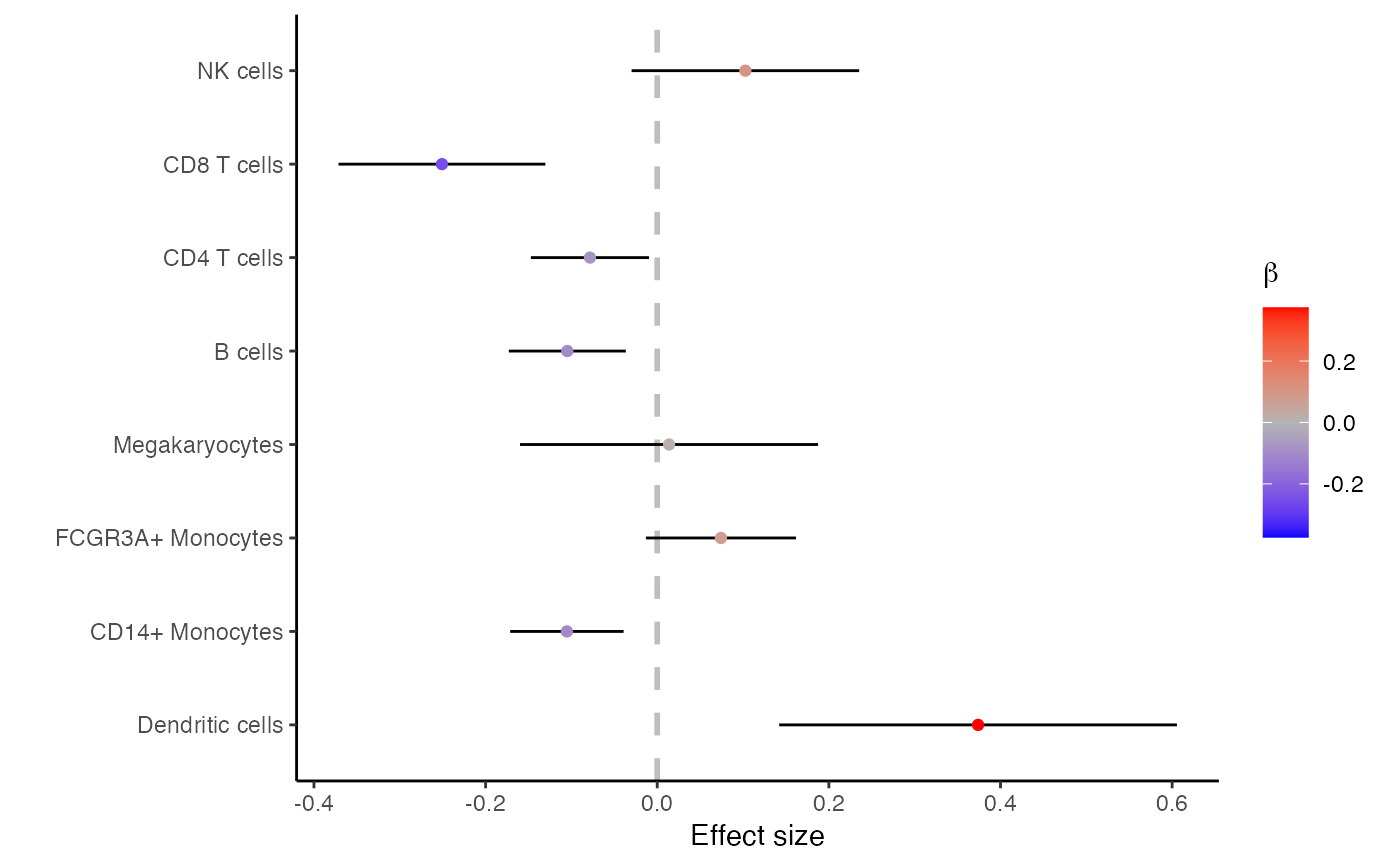 NK cells
CD8 T cells
CD4 T cells
B cells
Megakaryocytes
FCGR3A+ Monocytes
CD14+ Monocytes
Dendritic cells
-0.4 -0.2 0.0 0.2 0.4 0.6
Effect size
β
0.2
0.0
-0.2